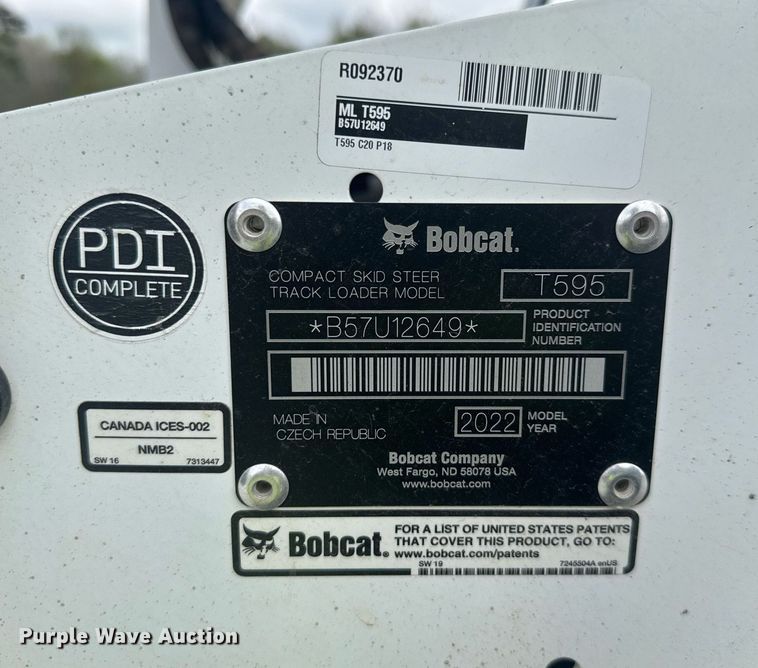 R092370
ML T595
B57U12649
T595 C20 P18
PDI
COMPLETE
Bobcat.
COMPACT SKID STEER
TRACK LOADER MODEL
T595
*B57U12649*
PRODUCT
IDENTIFICATION
NUMBER
MADE IN
CZECH REPUBLIC
2022
MODEL
YEAR
Bobcat Company
West Fargo, ND 58078 USA
www.bobcat.com
CANADA ICES-002
NMB2
SW 16 7313447
Bobcat®
FOR A LIST OF UNITED STATES PATENTS
THAT COVER THIS PRODUCT, GO TO:
www.bobcat.com/patents
SW 19 7245504A enUS
Purple Wave Auction